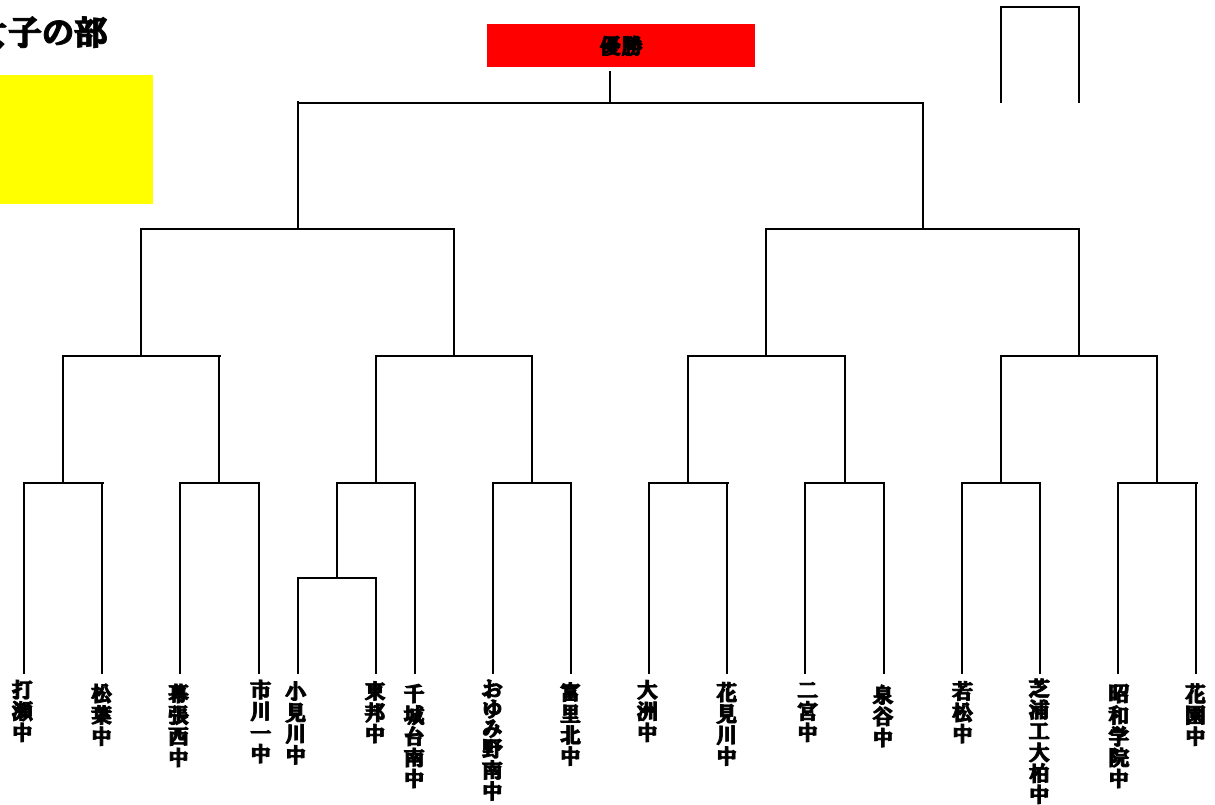 女子の部
優勝
打瀬中
松葉中
幕張西中
市川一中
小見川中
東邦中
千城台南中
おゆみ野南中
富里北中
大洲中
花見川中
二宮中
泉谷中
若松中
芝浦工大柏中
昭和学院中
花園中